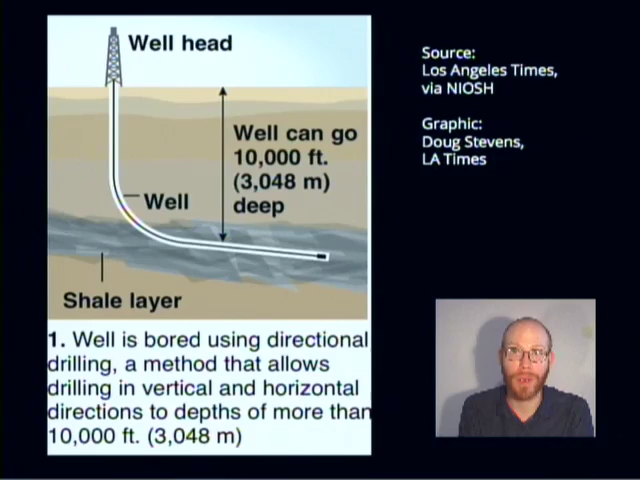 Well head
Well can go
10,000 ft.
(3,048 m)
deep
Well
Shale layer
1. Well is bored using directional
drilling, a method that allows
drilling in vertical and horizontal
directions to depths of more than
10,000 ft. (3,048 m)
Source:
Los Angeles Times,
via NIOSH
Graphic:
Doug Stevens,
LA Times